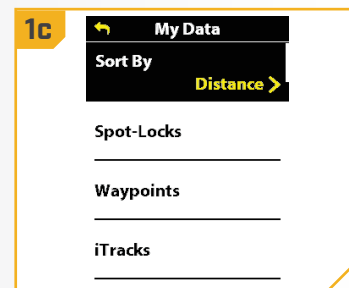 1c
My Data
Sort By
Distance
Spot-Locks
Waypoints
iTracks